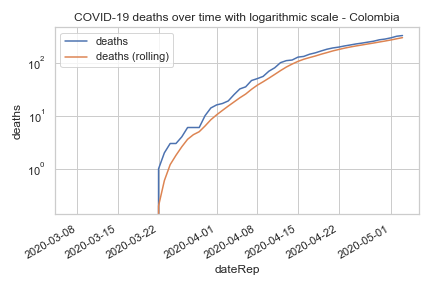 COVID-19 deaths over time with logarithmic scale - Colombia
deaths
deaths (rolling)
deaths
10²
10¹
10⁰
2020-03-08
2020-03-15
2020-03-22
2020-04-01
2020-04-08
2020-04-15
2020-04-22
2020-05-01
dateRep